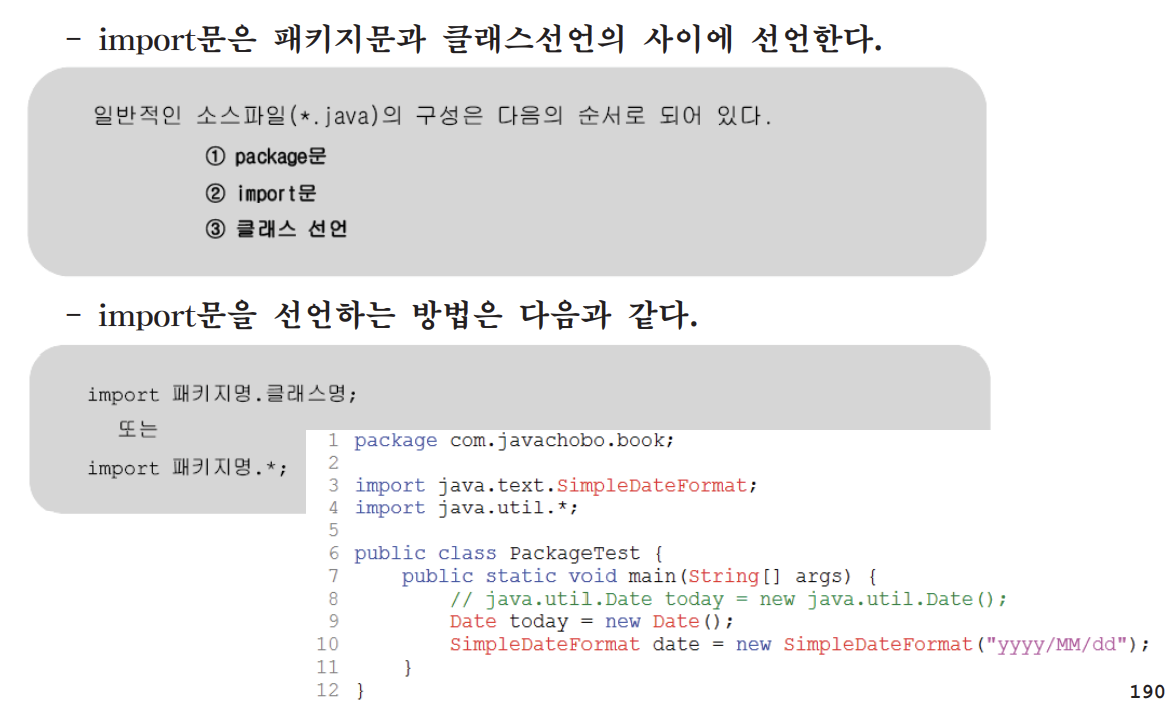 - import문은 패키지문과 클래스선언의 사이에 선언한다.
일반적인 소스파일(*.java)의 구성은 다음의 순서로 되어 있다.
① package문
② import문
③ 클래스 선언
- import문을 선언하는 방법은 다음과 같다.
import 패키지명.클래스명;
또는
import 패키지명.*;
1 package com.javachobo.book;
2
3 import java.text.SimpleDateFormat;
4 import java.util.*;
5
6 public class PackageTest {
7     public static void main(String[] args) {
8         // java.util.Date today = new java.util.Date();
9         Date today = new Date();
10         SimpleDateFormat date = new SimpleDateFormat("yyyy/MM/dd");
11     }
12 }
190